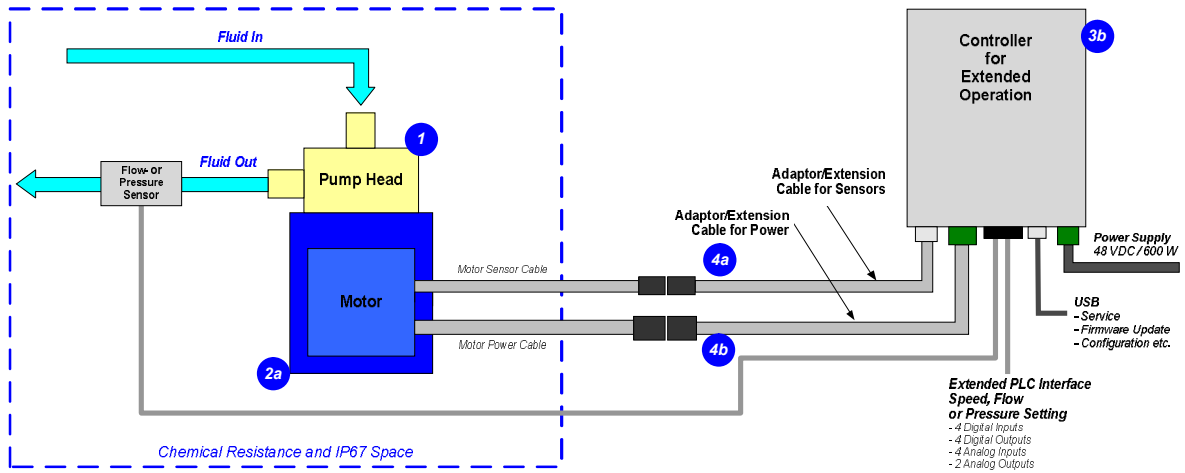 Fluid In
Fluid Out
Flow- or
Pressure
Sensor
1
Pump Head
Motor
2a
Motor Sensor Cable
Motor Power Cable
Chemical Resistance and IP67 Space
4a
4b
Adaptor/Extension
Cable for Sensors
Adaptor/Extension
Cable for Power
Controller
for
Extended
Operation
3b
Power Supply
48 VDC / 600 W
USB
- Service
- Firmware Update
- Configuration etc.
Extended PLC Interface
Speed, Flow
or Pressure Setting
- 4 Digital Inputs
- 4 Digital Outputs
- 4 Analog Inputs
- 2 Analog Outputs